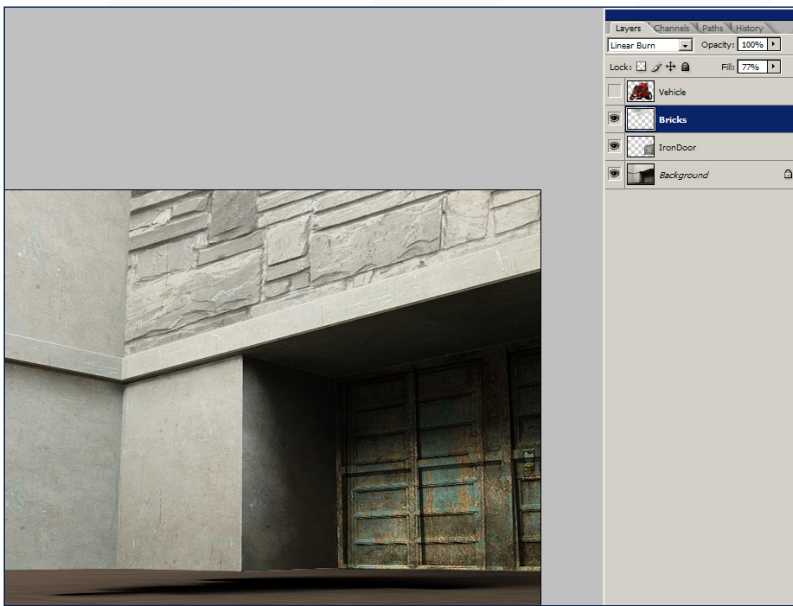 Layers Channels Paths History
Linear Burn Opacity: 100%
Lock: Fill: 77%
Vehicle
Bricks
IronDoor
Background